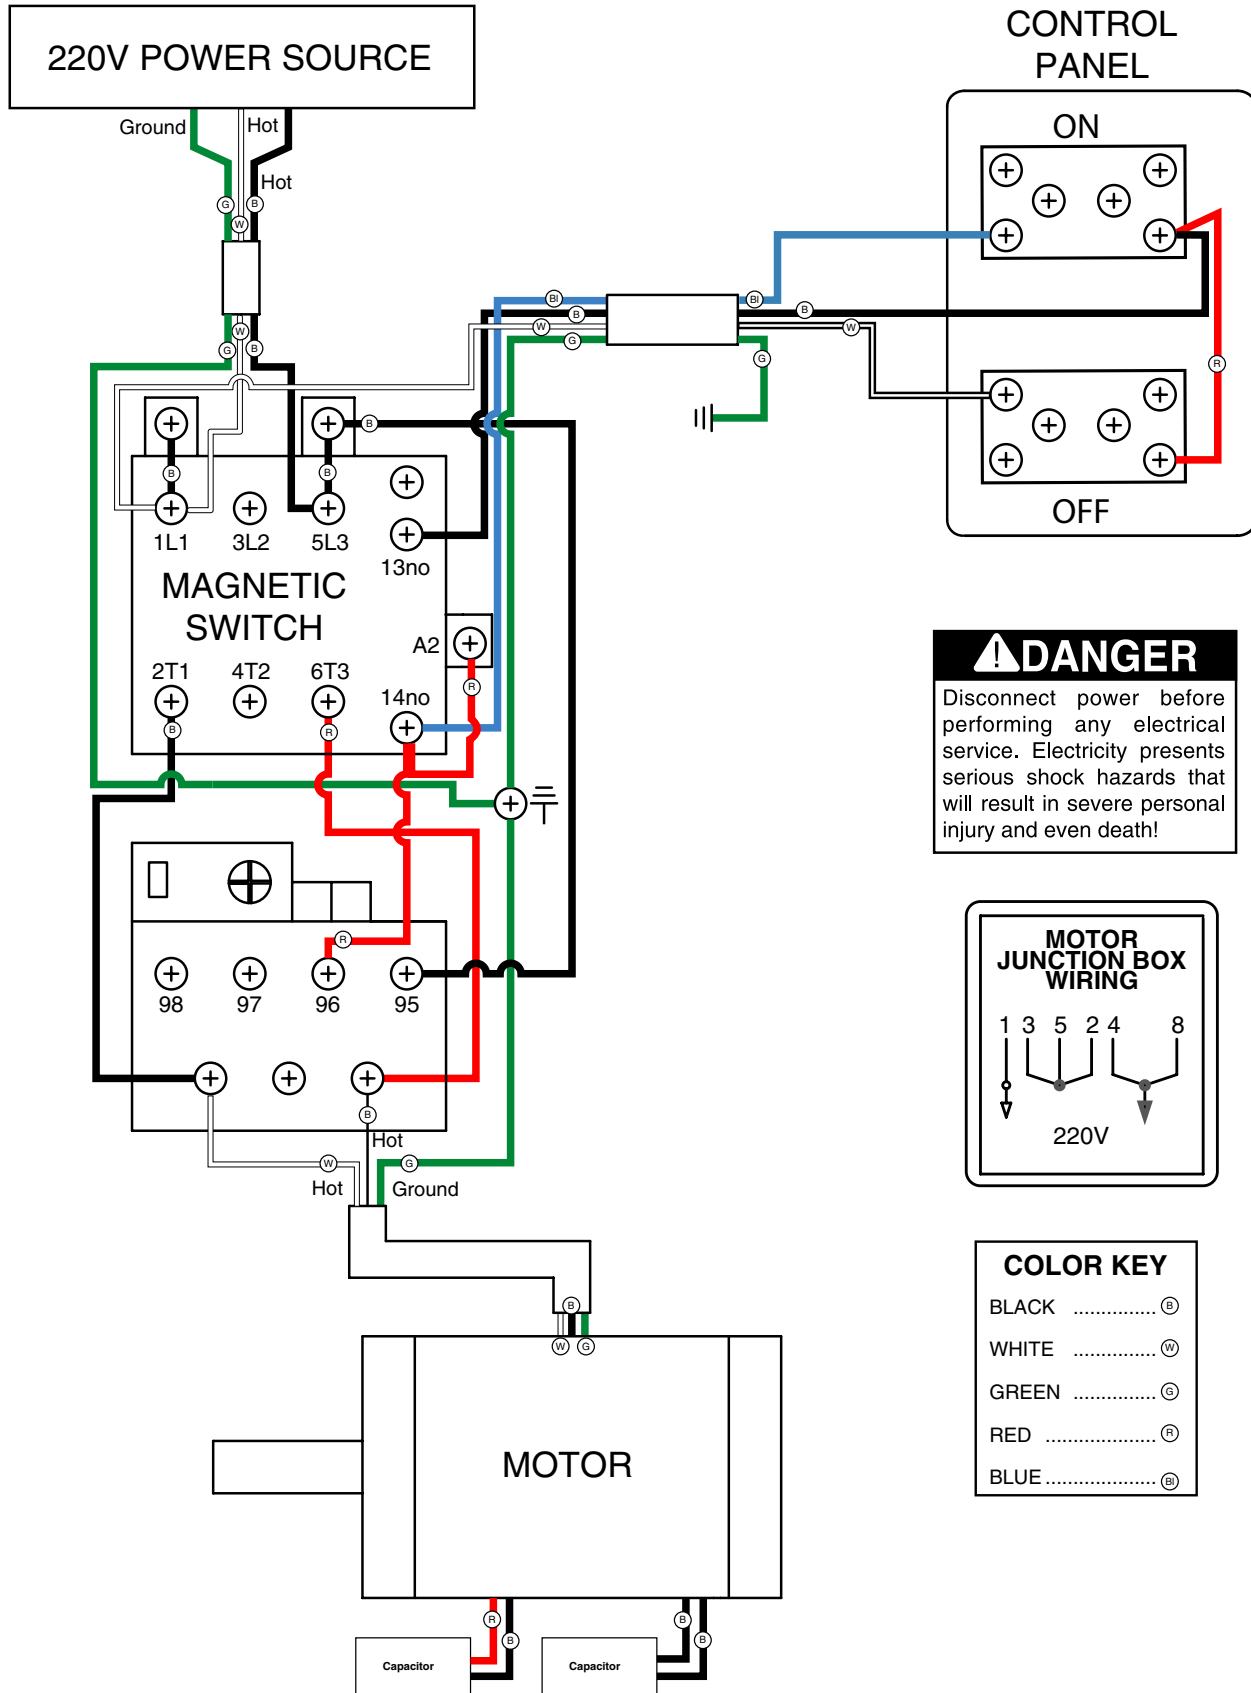 220V POWER SOURCE
CONTROL
PANEL
Ground
Hot
Hot
G
W
B
ON
BI
B
W
G
BI
B
W
G
R
G
W
B
B
B
B
OFF
1L1
3L2
5L3
13no
MAGNETIC
SWITCH
A2
2T1
4T2
6T3
14no
R
B
R
DANGER
Disconnect power before
performing any electrical
service. Electricity presents
serious shock hazards that
will result in severe personal
injury and even death!
R
98
97
96
95
MOTOR
JUNCTION BOX
WIRING
1 3 5 2 4 8
220V
B
Hot
W
G
Hot
Ground
B
W
G
MOTOR
COLOR KEY
BLACK ............... B
WHITE ............... W
GREEN ............... G
RED .................... R
BLUE .................... BI
R
B
B
B
Capacitor
Capacitor